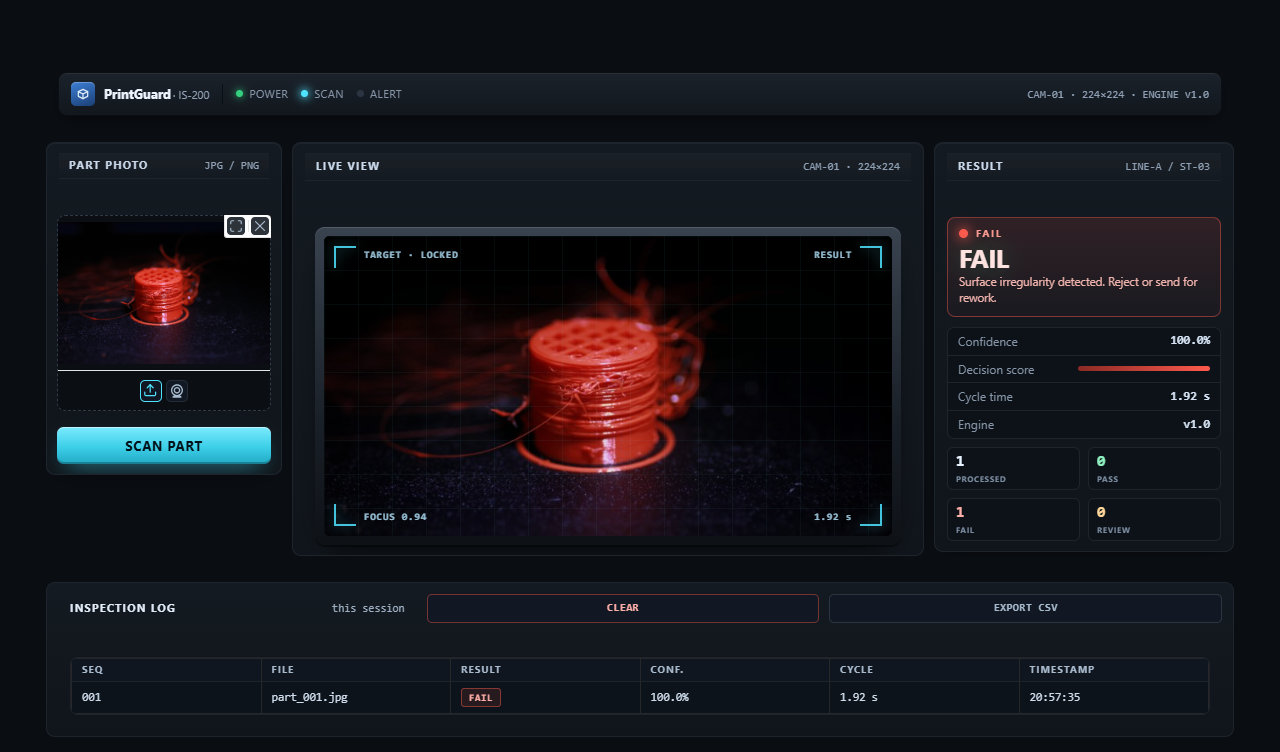 PrintGuard · IS-200
POWER
SCAN
ALERT
CAM-01 · 224×224 · ENGINE v1.0
PART PHOTO
JPG / PNG
SCAN PART
LIVE VIEW
CAM-01 · 224×224
TARGET · LOCKED
RESULT
FOCUS 0.94
1.92 s
RESULT
LINE-A / ST-03
FAIL
FAIL
Surface irregularity detected. Reject or send for
rework.
Confidence 100.0%
Decision score
Cycle time 1.92 s
Engine v1.0
1
PROCESSED
0
PASS
1
FAIL
0
REVIEW
INSPECTION LOG
this session
CLEAR
EXPORT CSV
SEQ FILE RESULT CONF. CYCLE TIMESTAMP
001 part_001.jpg FAIL 100.0% 1.92 s 20:57:35